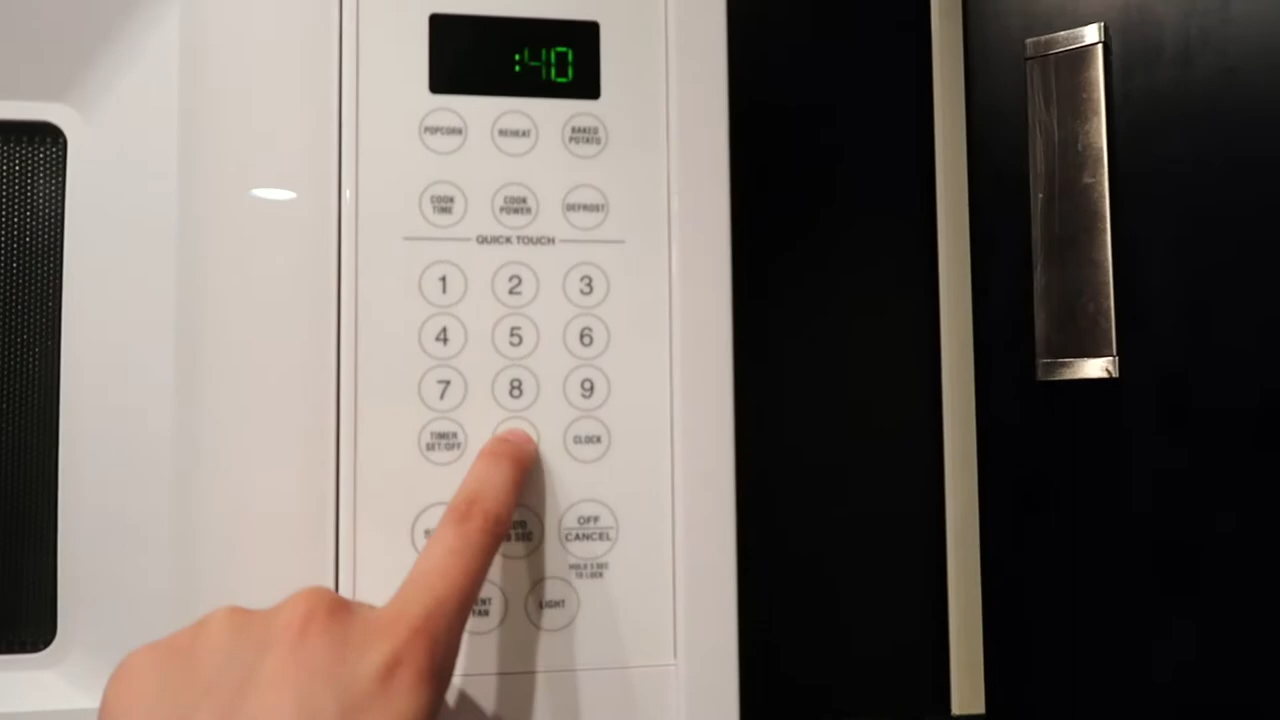 :40
POPCORN
REHEAT
BAKED
POTATO
COOK
TIME
COOK
POWER
DEFROST
QUICK TOUCH
1 2 3
4 5 6
7 8 9
TIMER
SET/OFF
CLOCK
OFF
CANCEL
HOLD 3 SEC
TO LOCK
LIGHT